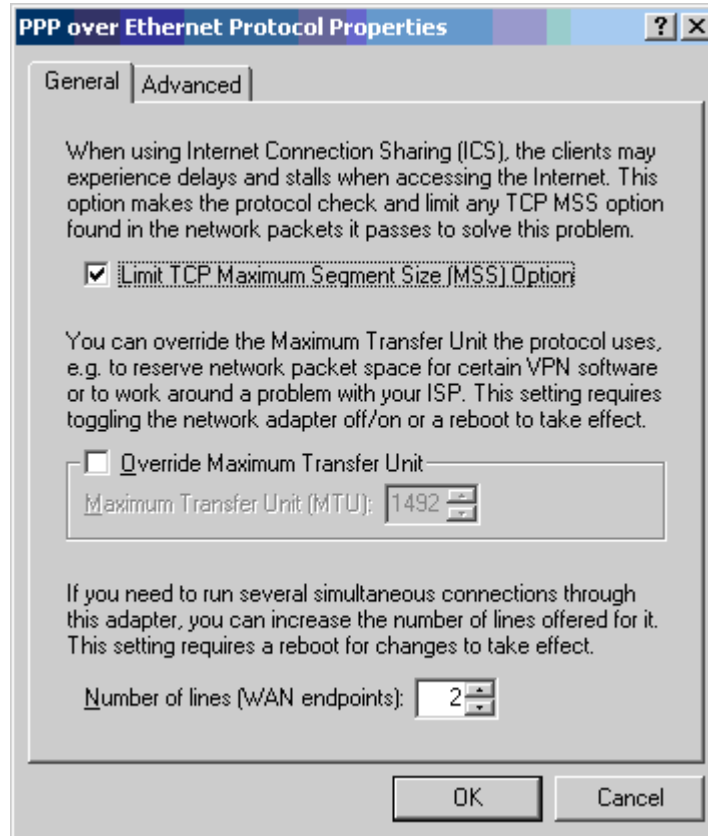 PPP over Ethernet Protocol Properties
General
Advanced
When using Internet Connection Sharing (ICS), the clients may
experience delays and stalls when accessing the Internet. This
option makes the protocol check and limit any TCP MSS option
found in the network packets it passes to solve this problem.
Limit TCP Maximum Segment Size (MSS) Option
You can override the Maximum Transfer Unit the protocol uses,
e.g. to reserve network packet space for certain VPN software
or to work around a problem with your ISP. This setting requires
toggling the network adapter off/on or a reboot to take effect.
Override Maximum Transfer Unit
Maximum Transfer Unit (MTU): 1492
If you need to run several simultaneous connections through
this adapter, you can increase the number of lines offered for it.
This setting requires a reboot for changes to take effect.
Number of lines (WAN endpoints): 2
OK Cancel